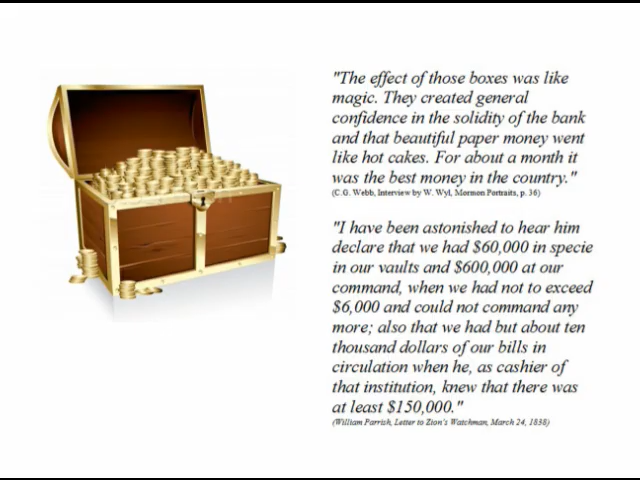 "The effect of those boxes was like
magic. They created general
confidence in the solidity of the bank
and that beautiful paper money went
like hot cakes. For about a month it
was the best money in the country."
(C.G. Webb, Interview by W. Wyl, Mormon Portraits, p. 36)
"I have been astonished to hear him
declare that we had $60,000 in specie
in our vaults and $600,000 at our
command, when we had not to exceed
$6,000 and could not command any
more; also that we had but about ten
thousand dollars of our bills in
circulation when he, as cashier of
that institution, knew that there was
at least $150,000."
(William Parrish, Letter to Zion's Watchman, March 24, 1838)